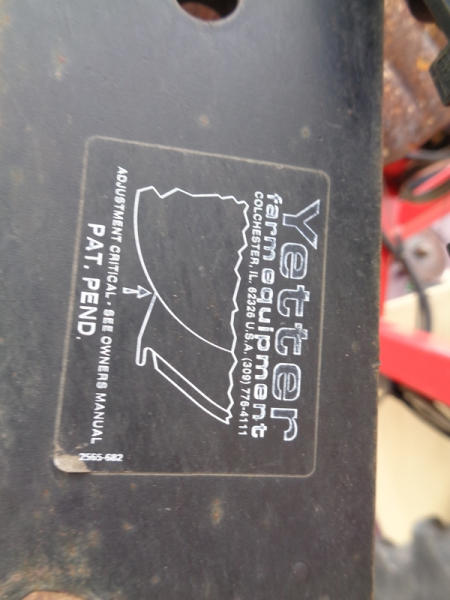 Yetter
farm equipment
COLCHESTER, IL. 62326 U.S.A. (309) 776-4111
ADJUSTMENT CRITICAL, SEE OWNERS MANUAL
PAT. PEND.
2565-682